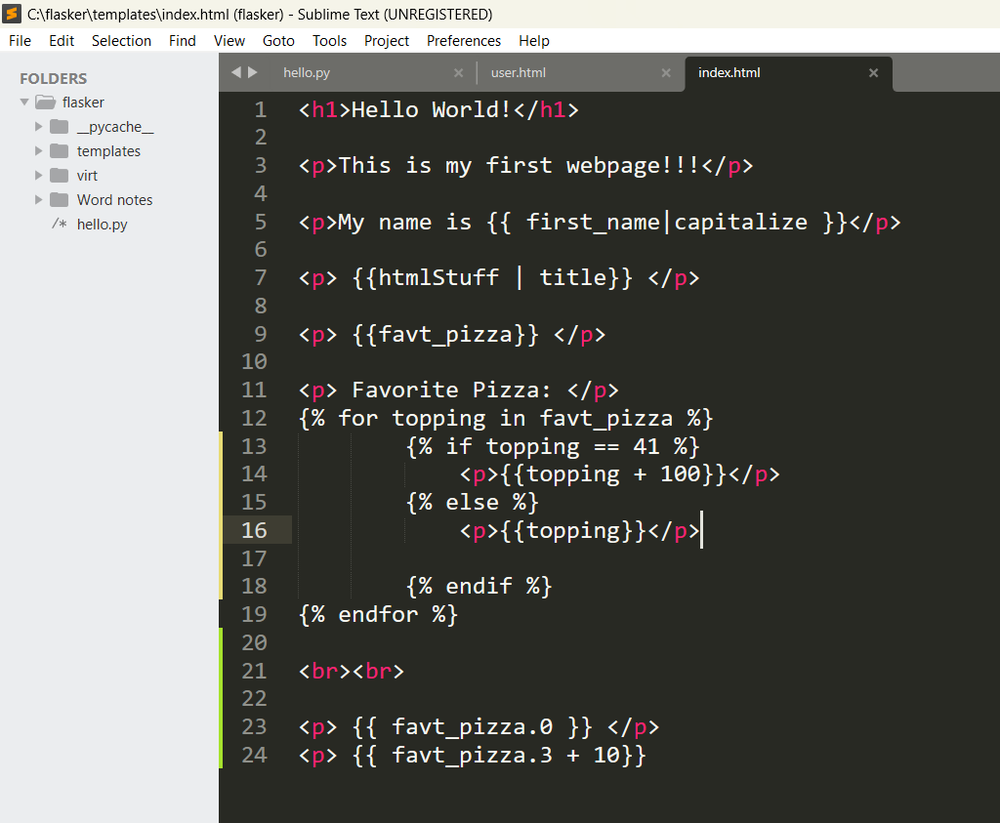 C:\flasker\templates\index.html (flasker) - Sublime Text (UNREGISTERED)
File Edit Selection Find View Goto Tools Project Preferences Help
FOLDERS
flasker
__pycache__
templates
virt
Word notes
/* hello.py
hello.py × user.html × index.html ×
1 <h1>Hello World!</h1>
2
3 <p>This is my first webpage!!!</p>
4
5 <p>My name is {{ first_name|capitalize }}</p>
6
7 <p> {{htmlStuff | title}} </p>
8
9 <p> {{favt_pizza}} </p>
10
11 <p> Favorite Pizza: </p>
12 {% for topping in favt_pizza %}
13         {% if topping == 41 %}
14             <p>{{topping + 100}}</p>
15         {% else %}
16             <p>{{topping}}</p>
17
18         {% endif %}
19 {% endfor %}
20
21 <br><br>
22
23 <p> {{ favt_pizza.0 }} </p>
24 <p> {{ favt_pizza.3 + 10}}